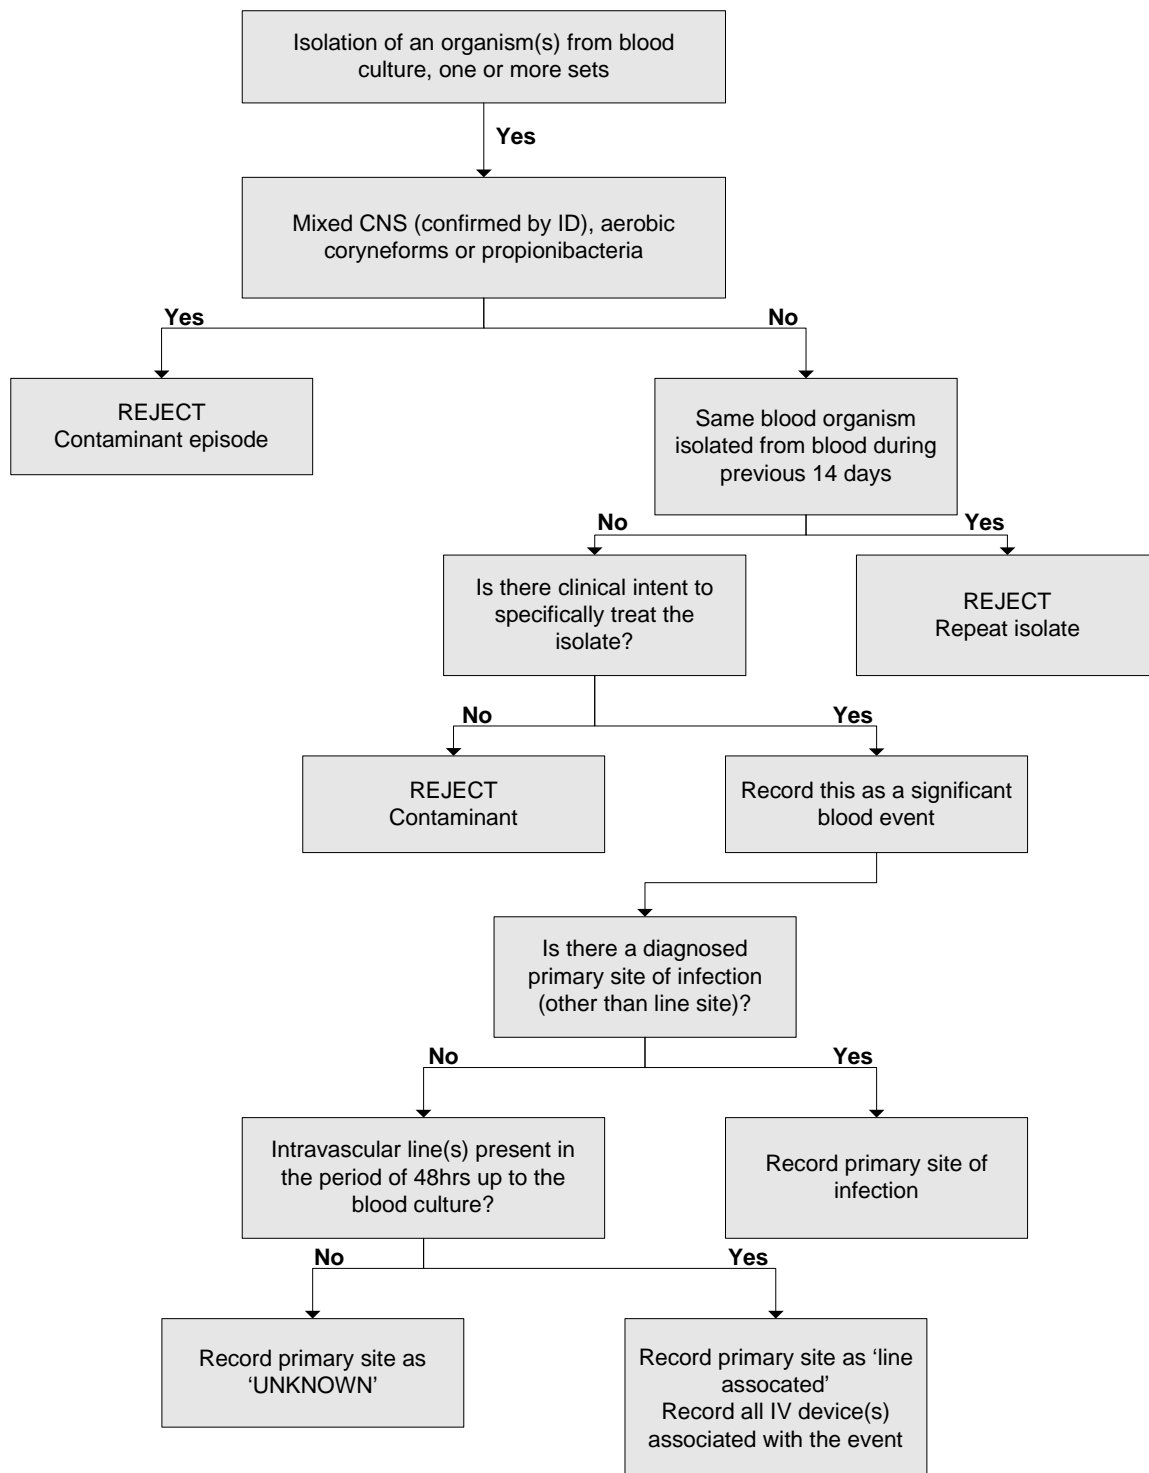 Isolation of an organism(s) from blood
culture, one or more sets
Yes
Mixed CNS (confirmed by ID), aerobic
coryneforms or propionibacteria
Yes
No
REJECT
Contaminant episode
Same blood organism
isolated from blood during
previous 14 days
No
Yes
Is there clinical intent to
specifically treat the
isolate?
REJECT
Repeat isolate
No
Yes
REJECT
Contaminant
Record this as a significant
blood event
Is there a diagnosed
primary site of infection
(other than line site)?
No
Yes
Intravascular line(s) present
in the period of 48hrs up to the
blood culture?
Record primary site of
infection
No
Yes
Record primary site as
‘UNKNOWN’
Record primary site as ‘line
assocated’
Record all IV device(s)
associated with the event